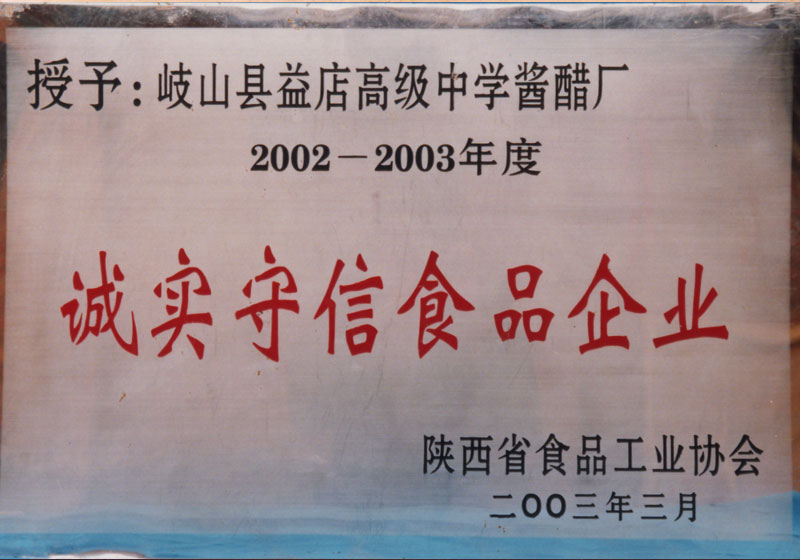 授予：岐山县益店高级中学酱醋厂
2002－2003年度
诚实守信食品企业
陕西省食品工业协会
二〇〇三年三月